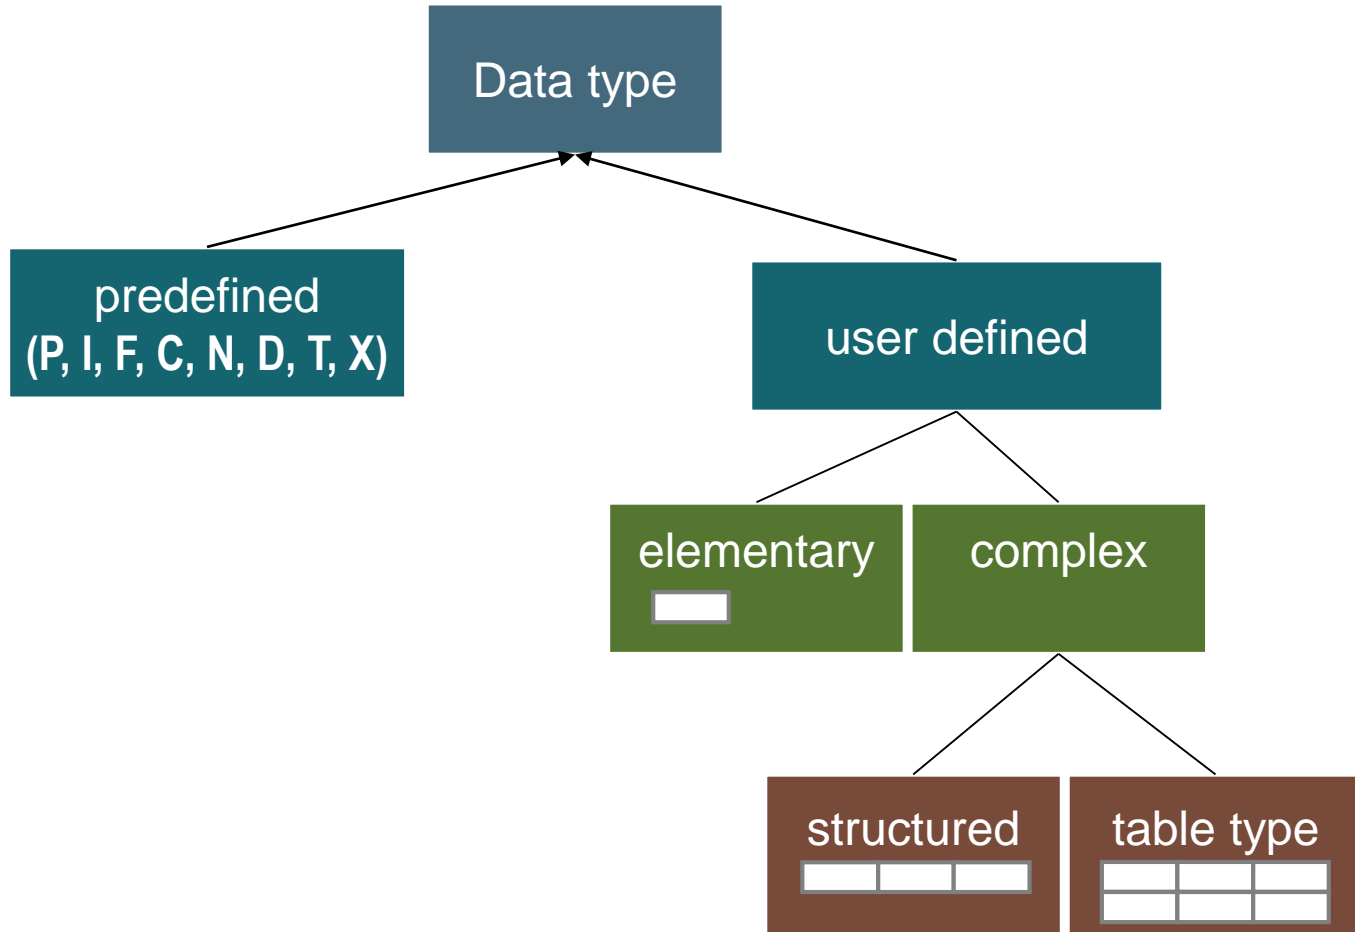 Data type
predefined
(P, I, F, C, N, D, T, X)
user defined
elementary
complex
structured
table type